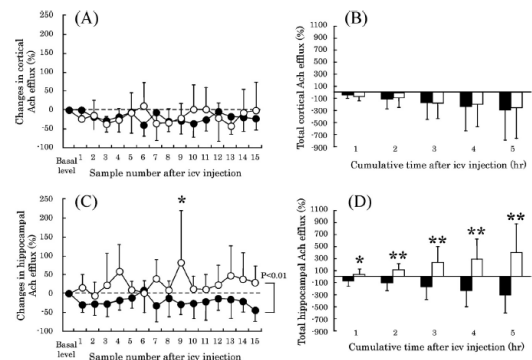 (A)
Changes in cortical
Ach efflux (%)
250
200
150
100
50
0
-50
-100
Basal
level
1 2 3 4 5 6 7 8 9 10 11 12 13 14 15
Sample number after icv injection
(B)
Total cortical Ach efflux (%)
1100
900
700
500
300
100
-100
-300
-500
-700
-900
1 2 3 4 5
Cumulative time after icv injection (hr)
(C)
Changes in hippocampal
Ach efflux (%)
250
200
150
100
50
0
-50
-100
*
P<0.01
Basal
level
1 2 3 4 5 6 7 8 9 10 11 12 13 14 15
Sample number after icv injection
(D)
Total hippocampal Ach efflux (%)
1100
900
700
500
300
100
-100
-300
-500
-700
-900
* ** ** ** **
1 2 3 4 5
Cumulative time after icv injection (hr)